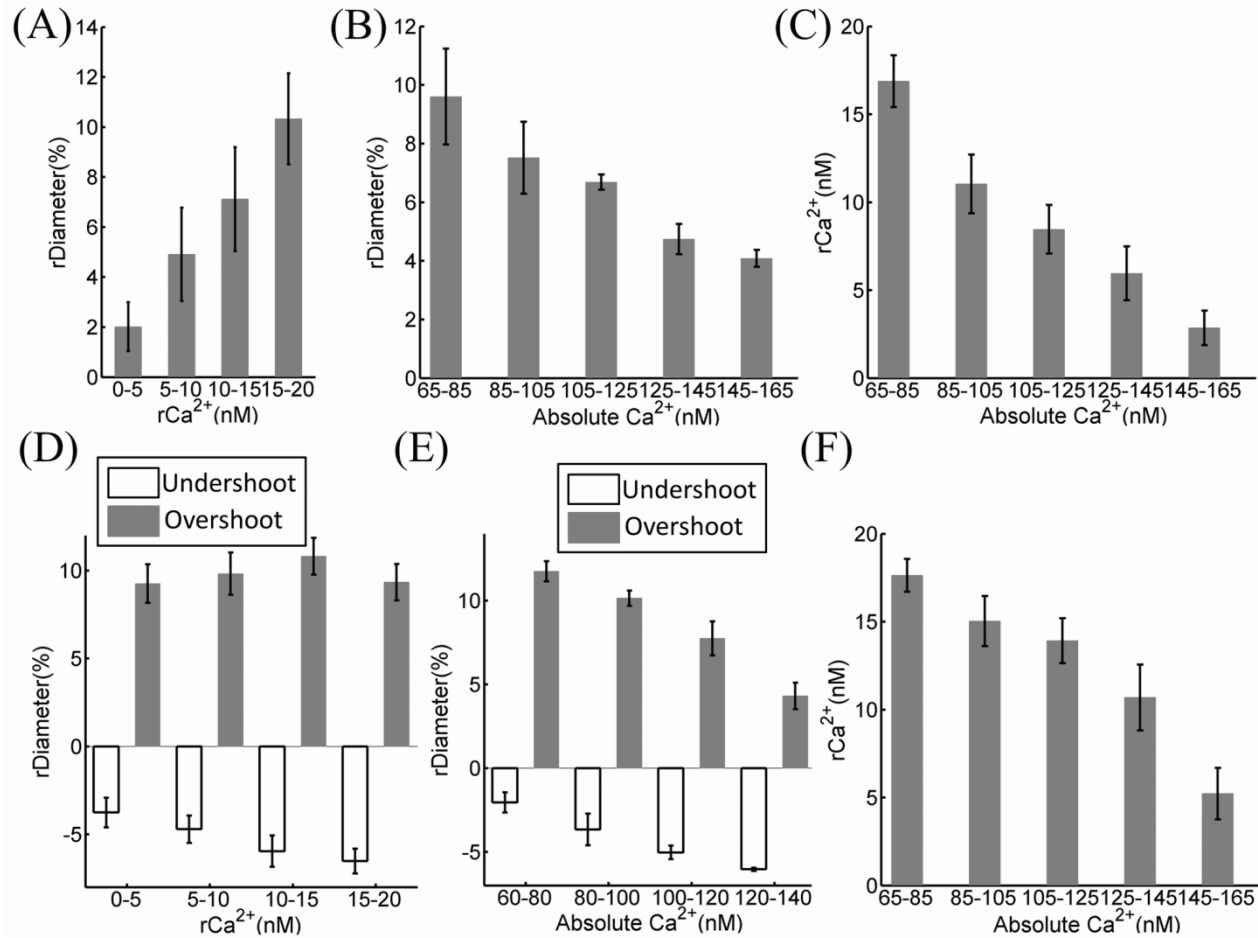 (A)
14
12
10
8
6
4
2
0
rDiameter(%)
0-5 5-10 10-15 15-20
rCa2+(nM)
(B)
12
10
8
6
4
2
0
rDiameter(%)
65-85 85-105 105-125 125-145 145-165
Absolute Ca2+(nM)
(C)
20
15
10
5
0
rCa2+(nM)
65-85 85-105 105-125 125-145 145-165
Absolute Ca2+(nM)
(D)
Undershoot
Overshoot
10
5
0
-5
rDiameter(%)
0-5 5-10 10-15 15-20
rCa2+(nM)
(E)
Undershoot
Overshoot
10
5
0
-5
rDiameter(%)
60-80 80-100 100-120 120-140
Absolute Ca2+(nM)
(F)
20
15
10
5
0
rCa2+(nM)
65-85 85-105 105-125 125-145 145-165
Absolute Ca2+(nM)